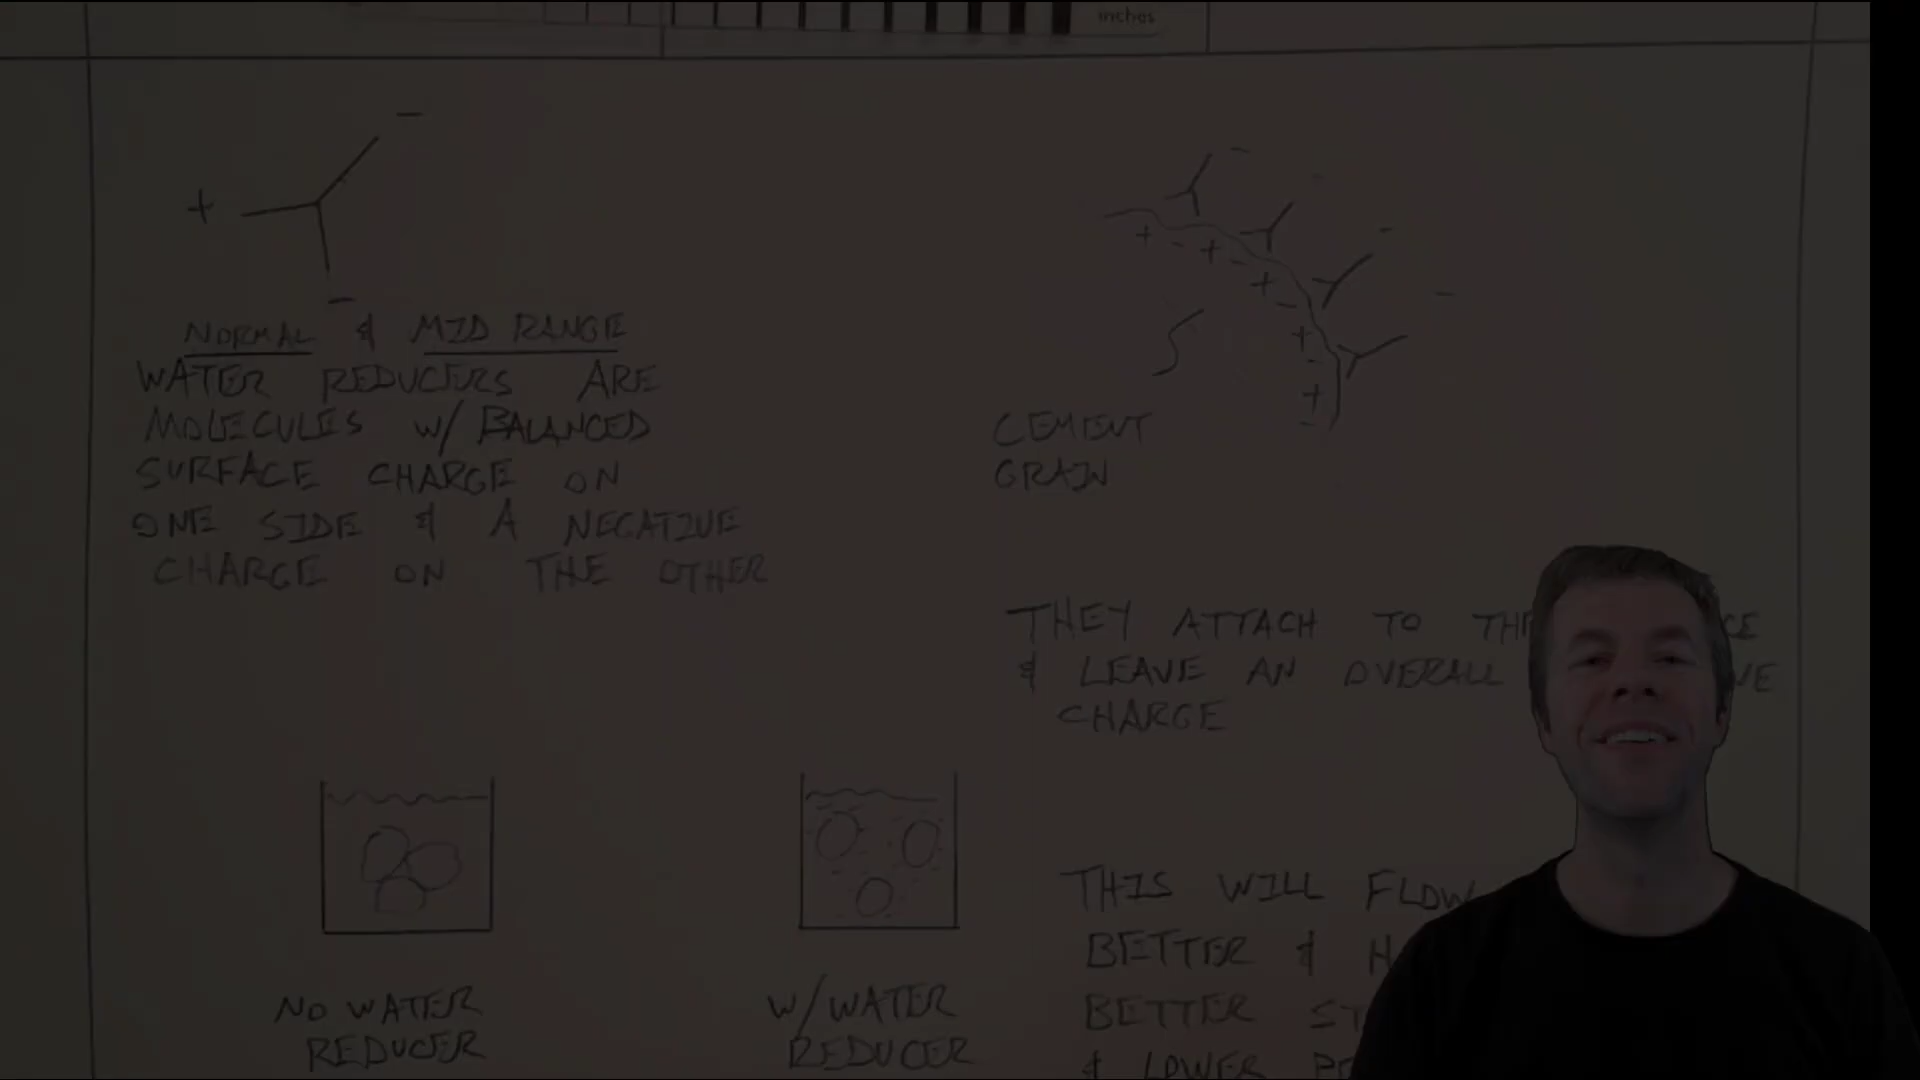 inches
NORMAL & MID RANGE
WATER REDUCERS ARE
MOLECULES W/ BALANCED
SURFACE CHARGE ON
ONE SIDE & A NEGATIVE
CHARGE ON THE OTHER
CEMENT
GRAIN
THEY ATTACH TO
& LEAVE AN OVERALL
CHARGE
NO WATER
REDUCER
W/ WATER
REDUCER
THIS WILL FLOW
BETTER &
BETTER
& LOWER